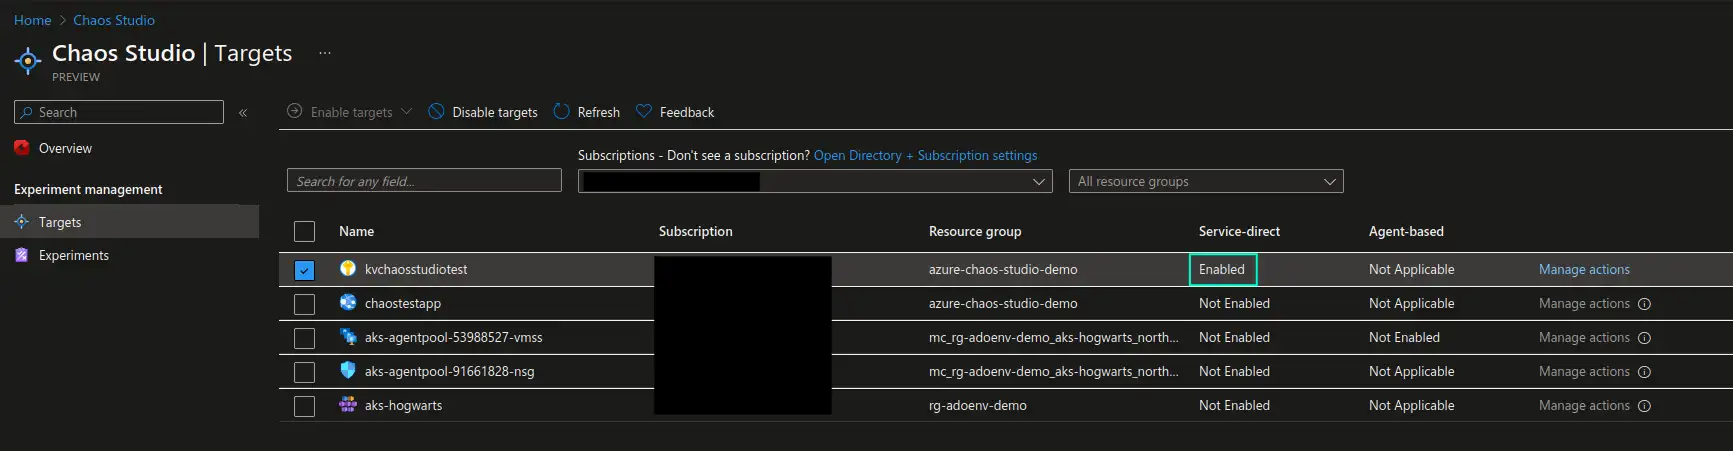 Home > Chaos Studio
Chaos Studio | Targets ...
PREVIEW
Search «
Enable targets Disable targets Refresh Feedback
Overview
Subscriptions - Don't see a subscription? Open Directory + Subscription settings
Search for any field... All resource groups
Experiment management
Targets
Experiments
Name Subscription Resource group Service-direct Agent-based
kvchaosstudiotest azure-chaos-studio-demo Enabled Not Applicable Manage actions
chaostestapp azure-chaos-studio-demo Not Enabled Not Applicable Manage actions
aks-agentpool-53988527-vmss mc_rg-adoenv-demo_aks-hogwarts_north... Not Enabled Not Enabled Manage actions
aks-agentpool-91661828-nsg mc_rg-adoenv-demo_aks-hogwarts_north... Not Enabled Not Applicable Manage actions
aks-hogwarts rg-adoenv-demo Not Enabled Not Applicable Manage actions